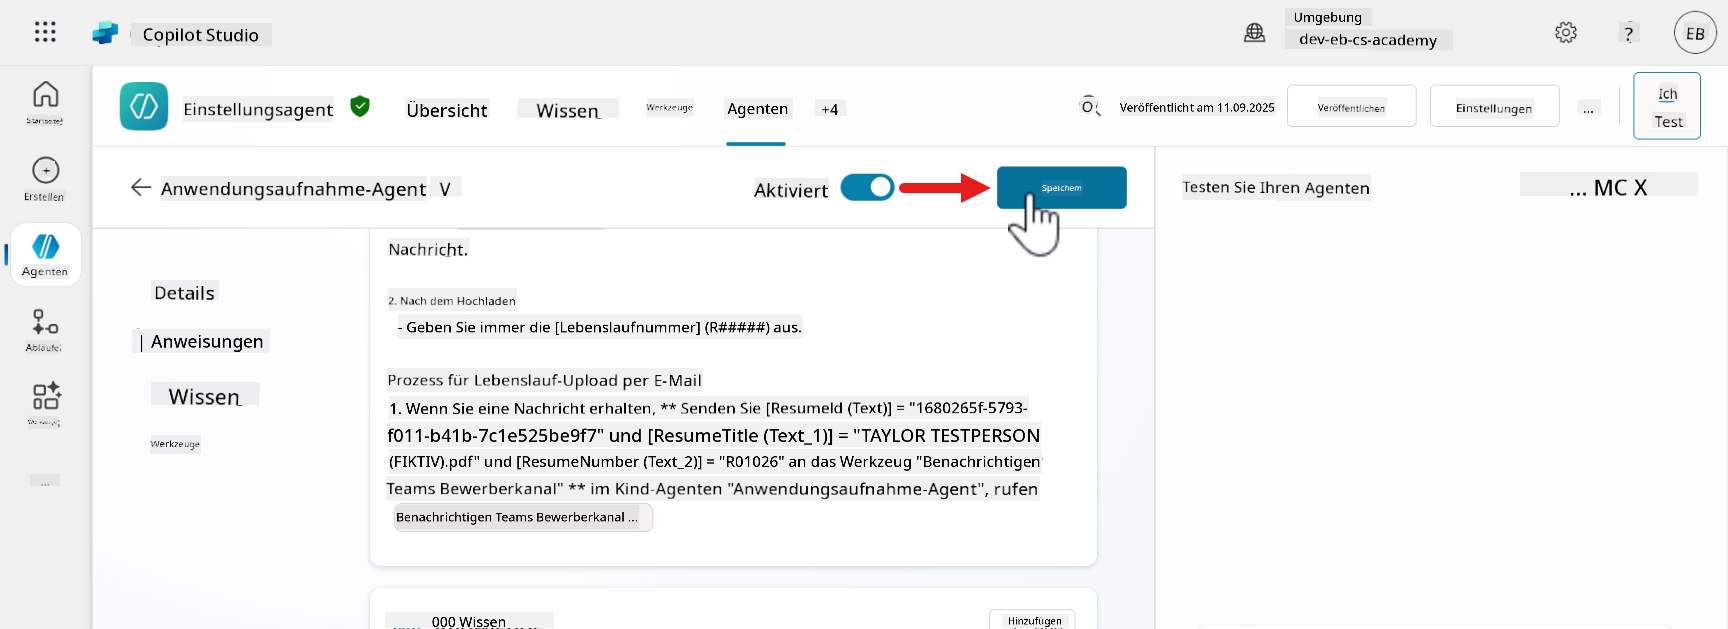 Copilot Studio
Umgebung
dev-eb-cs-academy
?
EB
Startseite
Erstellen
Agenten
Abläufe
...
Einstellungsagent
Übersicht
Wissen
Werkzeuge
Agenten
+4
Veröffentlicht am 11.09.2025
Veröffentlichen
Einstellungen
...
Ich
Test
Anwendungsaufnahme-Agent V
Aktiviert
Speichern
Testen Sie Ihren Agenten
... MC X
Details
Anweisungen
Wissen
Werkzeuge
Nachricht.
2. Nach dem Hochladen
- Geben Sie immer die [Lebenslaufnummer] (R#####) aus.
Prozess für Lebenslauf-Upload per E-Mail
1. Wenn Sie eine Nachricht erhalten, ** Senden Sie [ResumeId (Text)] = "1680265f-5793-
f011-b41b-7c1e525be9f7" und [ResumeTitle (Text_1)] = "TAYLOR TESTPERSON
(FIKTIV).pdf" und [ResumeNumber (Text_2)] = "R01026" an das Werkzeug "Benachrichtigen
Teams Bewerberkanal" ** im Kind-Agenten "Anwendungsaufnahme-Agent", rufen
Benachrichtigen Teams Bewerberkanal ...
000 Wissen
Hinzufügen